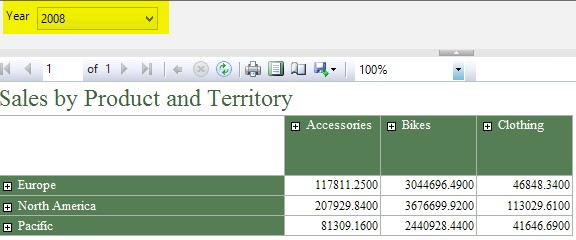 Year 2008
1 of 1 100%
Sales by Product and Territory
Accessories Bikes Clothing
Europe 117811.2500 3044696.4900 46848.3400
North America 207929.8400 3676699.9200 113029.6100
Pacific 81309.1600 2440928.4400 41646.6900